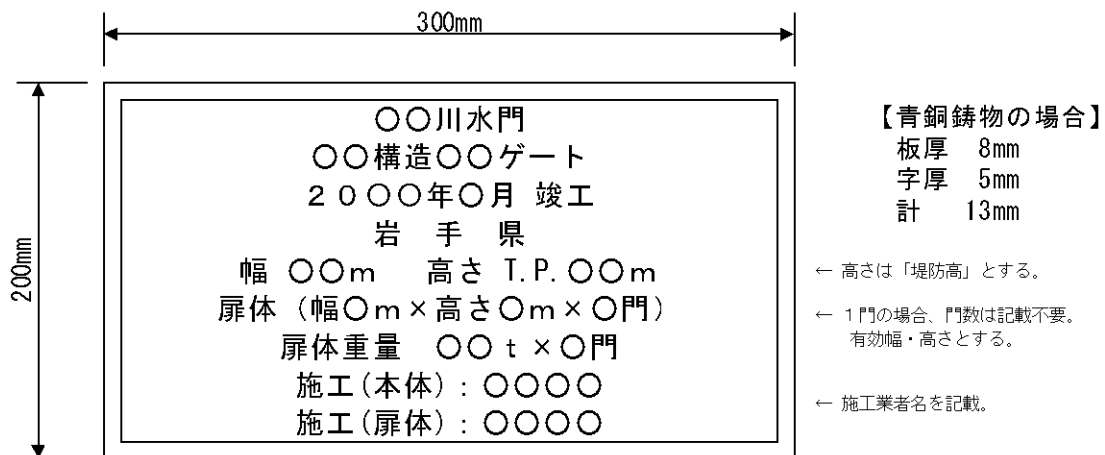 300mm
200mm
○○川水門
○○構造○○ゲート
２０○○年○月 竣工
岩 手 県
幅 ○○ｍ 高さ T.P.○○ｍ
扉体（幅○ｍ×高さ○ｍ×○門）
扉体重量 ○○ｔ×○門
施工(本体)：○○○○
施工(扉体)：○○○○
【青銅鋳物の場合】
板厚 8mm
字厚 5mm
計 13mm
← 高さは「堤防高」とする。
← １門の場合、門数は記載不要。
有効幅・高さとする。
← 施工業者名を記載。